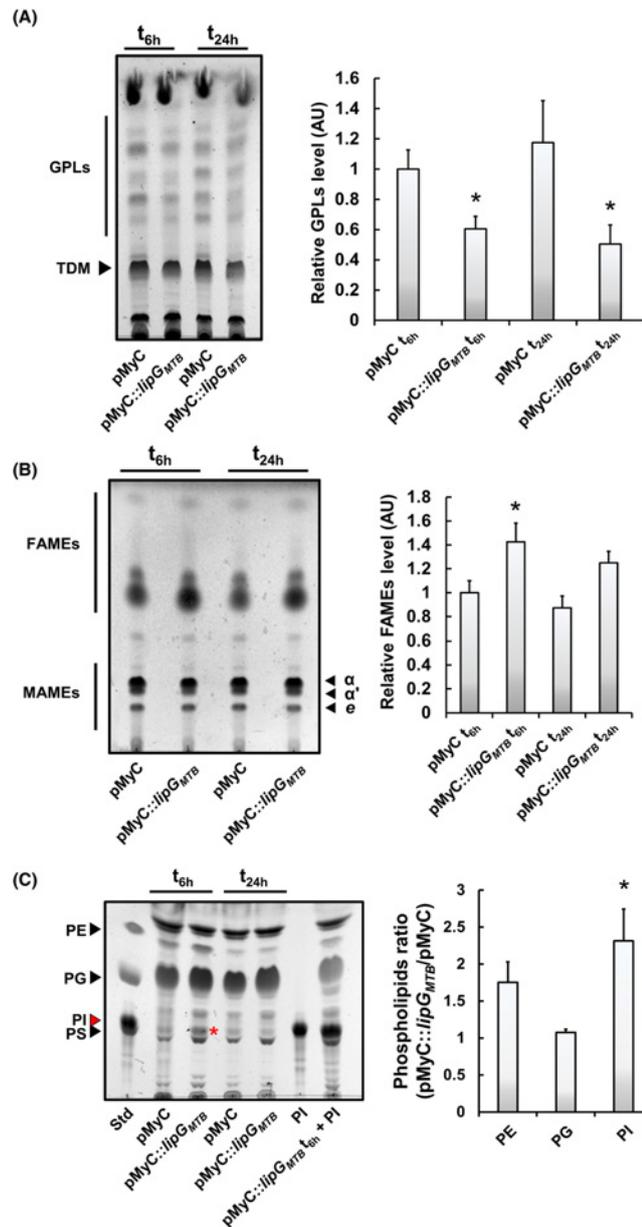 (A)
t6h t24h
GPLs
TDM
pMyC
pMyC::lipGMTB
pMyC
pMyC::lipGMTB
Relative GPLs level (AU)
1.6
1.4
1.2
1
0.8
0.6
0.4
0.2
0
*
*
pMyC t6h
pMyC::lipGMTB t6h
pMyC t24h
pMyC::lipGMTB t24h
(B)
t6h t24h
FAMEs
MAMEs
α
α'
e
pMyC
pMyC::lipGMTB
pMyC
pMyC::lipGMTB
Relative FAMEs level (AU)
1.8
1.6
1.4
1.2
1
0.8
0.6
0.4
0.2
0
*
pMyC t6h
pMyC::lipGMTB t6h
pMyC t24h
pMyC::lipGMTB t24h
(C)
t6h t24h
PE
PG
PI
PS
*
Std
pMyC
pMyC::lipGMTB
pMyC
pMyC::lipGMTB
PI
pMyC::lipGMTB t6h + PI
Phospholipids ratio
(pMyC::lipGMTB/pMyC)
3
2.5
2
1.5
1
0.5
0
*
PE
PG
PI